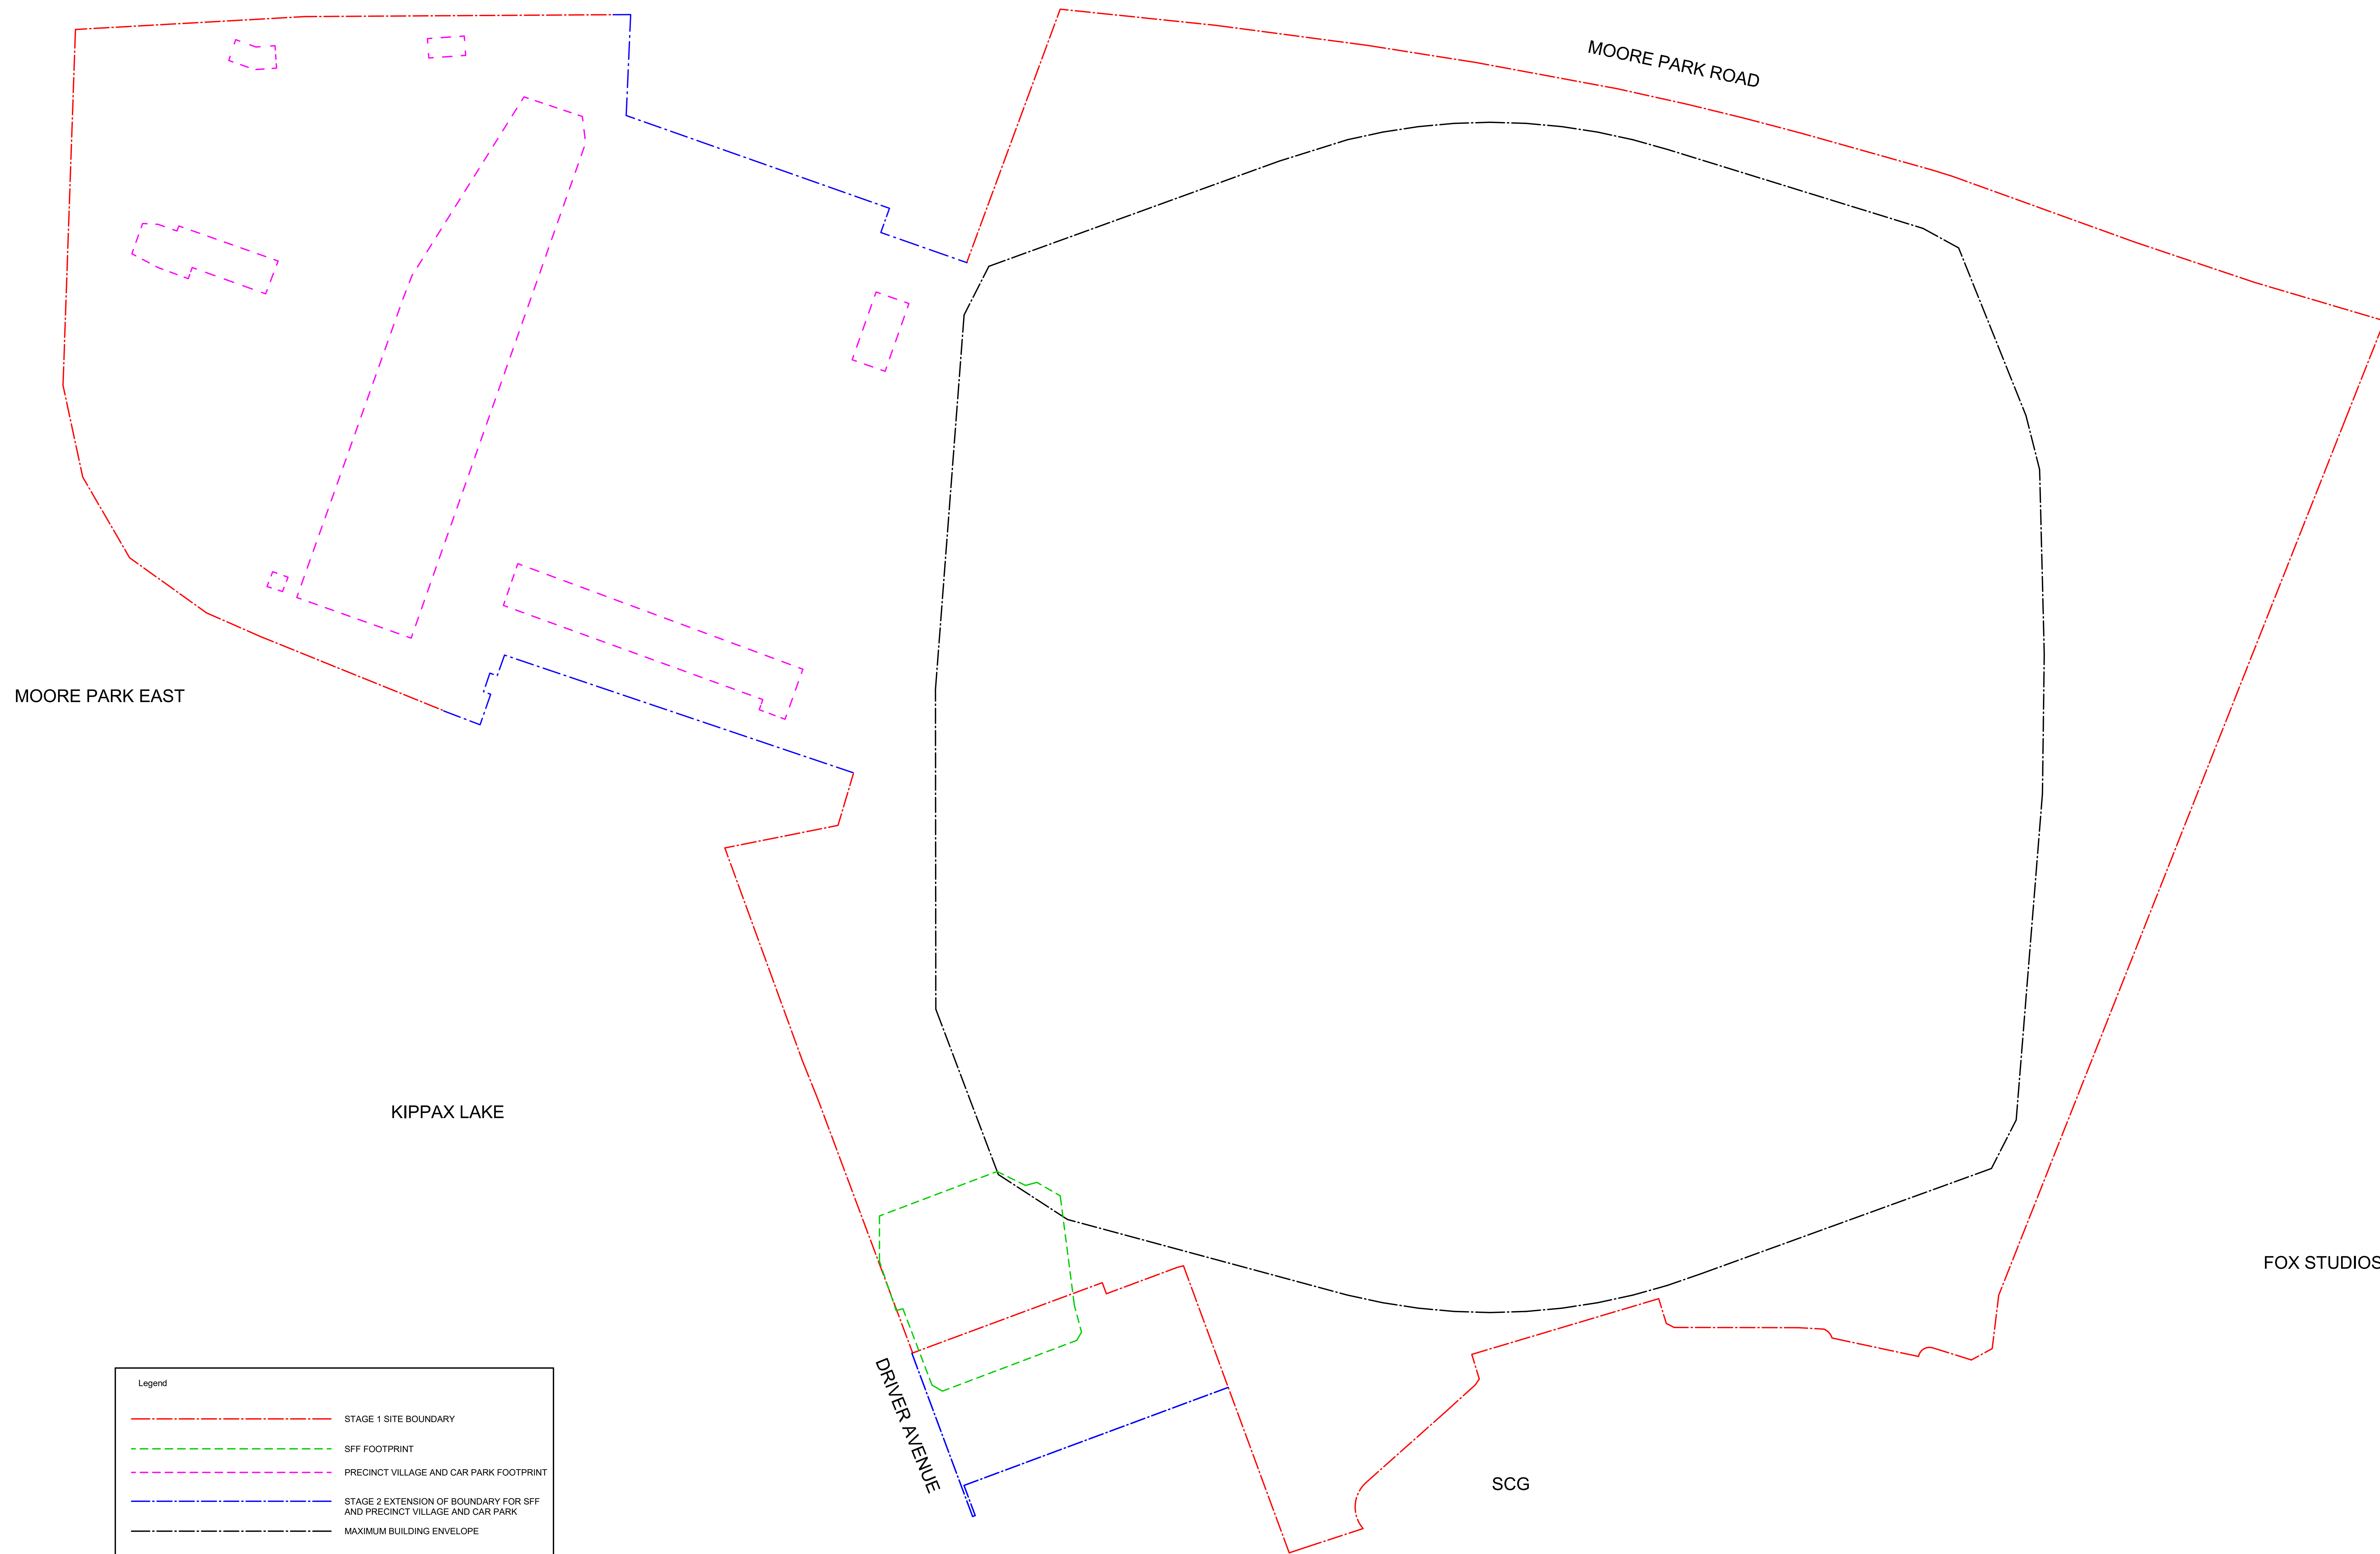 MOORE PARK ROAD
MOORE PARK EAST
KIPPAX LAKE
FOX STUDIOS
DRIVER AVENUE
SCG
Legend
STAGE 1 SITE BOUNDARY
SFF FOOTPRINT
PRECINCT VILLAGE AND CAR PARK FOOTPRINT
STAGE 2 EXTENSION OF BOUNDARY FOR SFF
AND PRECINCT VILLAGE AND CAR PARK
MAXIMUM BUILDING ENVELOPE